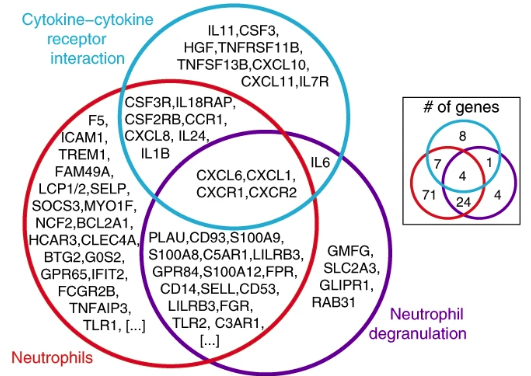 Cytokine–cytokine
receptor
interaction
IL11,CSF3,
HGF,TNFRSF11B,
TNFSF13B,CXCL10,
CXCL11,IL7R
CSF3R,IL18RAP,
CSF2RB,CCR1,
CXCL8, IL24,
IL1B
IL6
CXCL6,CXCL1,
CXCR1,CXCR2
F5,
ICAM1,
TREM1,
FAM49A,
LCP1/2,SELP,
SOCS3,MYO1F,
NCF2,BCL2A1,
HCAR3,CLEC4A,
BTG2,G0S2,
GPR65,IFIT2,
FCGR2B,
TNFAIP3,
TLR1, [...]
PLAU,CD93,S100A9,
S100A8,C5AR1,LILRB3,
GPR84,S100A12,FPR,
CD14,SELL,CD53,
LILRB3,FGR,
TLR2, C3AR1,
[...]
GMFG,
SLC2A3,
GLIPR1,
RAB31
Neutrophils
Neutrophil
degranulation
# of genes
8
7
1
4
71
24
4